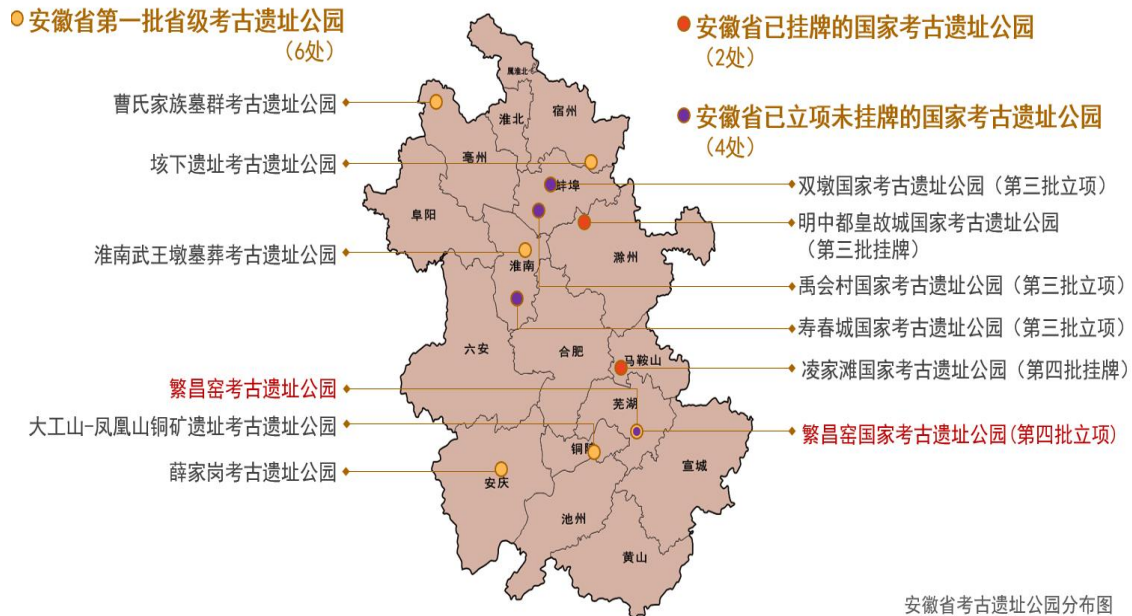 安徽省第一批省级考古遗址公园
(6处)
曹氏家族墓群考古遗址公园
垓下遗址考古遗址公园
淮南武王墩墓葬考古遗址公园
繁昌窑考古遗址公园
大工山-凤凰山铜矿遗址考古遗址公园
薛家岗考古遗址公园
属淮北
淮北
宿州
亳州
蚌埠
阜阳
淮南
滁州
六安
合肥
马鞍山
芜湖
铜陵
宣城
安庆
池州
黄山
安徽省已挂牌的国家考古遗址公园
(2处)
安徽省已立项未挂牌的国家考古遗址公园
(4处)
双墩国家考古遗址公园（第三批立项）
明中都皇故城国家考古遗址公园
（第三批挂牌）
禹会村国家考古遗址公园（第三批立项）
寿春城国家考古遗址公园（第三批立项）
凌家滩国家考古遗址公园（第四批挂牌）
繁昌窑国家考古遗址公园(第四批立项)
安徽省考古遗址公园分布图